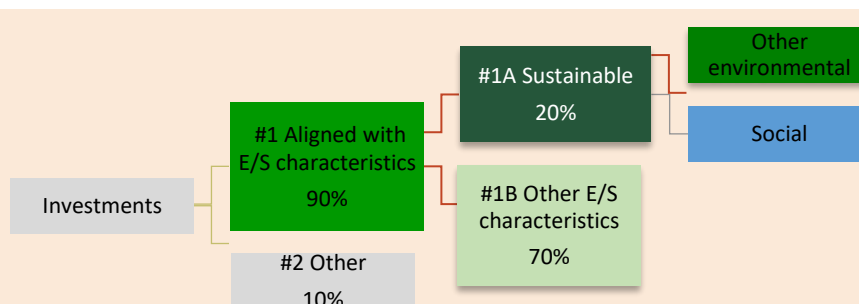 Investments
#1 Aligned with
E/S characteristics
90%
#2 Other
10%
#1A Sustainable
20%
#1B Other E/S
characteristics
70%
Other
environmental
Social